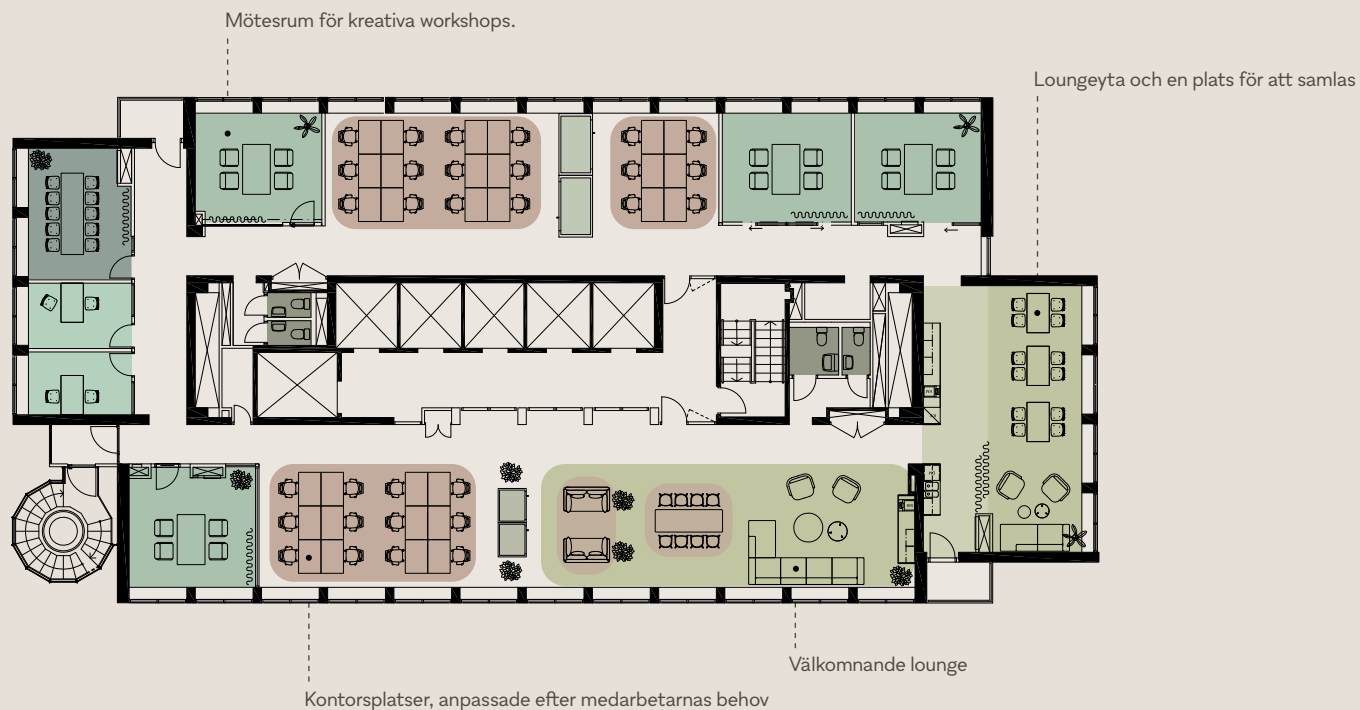 Mötesrum för kreativa workshops.
Loungeyta och en plats för att samlas
Välkomnande lounge
Kontorsplatser, anpassade efter medarbetarnas behov